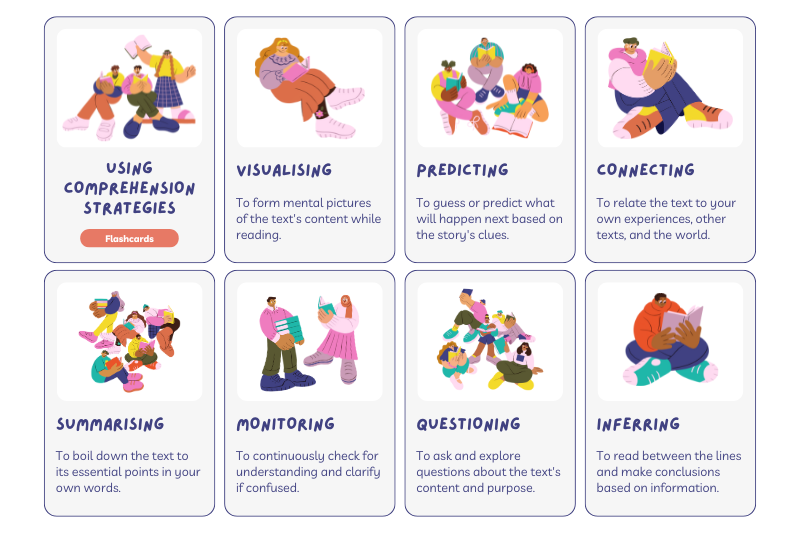 USING
COMPREHENSION
STRATEGIES
Flashcards
VISUALISING
To form mental pictures
of the text's content while
reading.
PREDICTING
To guess or predict what
will happen next based on
the story's clues.
CONNECTING
To relate the text to your
own experiences, other
texts, and the world.
SUMMARISING
To boil down the text to
its essential points in your
own words.
MONITORING
To continuously check for
understanding and clarify
if confused.
QUESTIONING
To ask and explore
questions about the text's
content and purpose.
INFERRING
To read between the lines
and make conclusions
based on information.